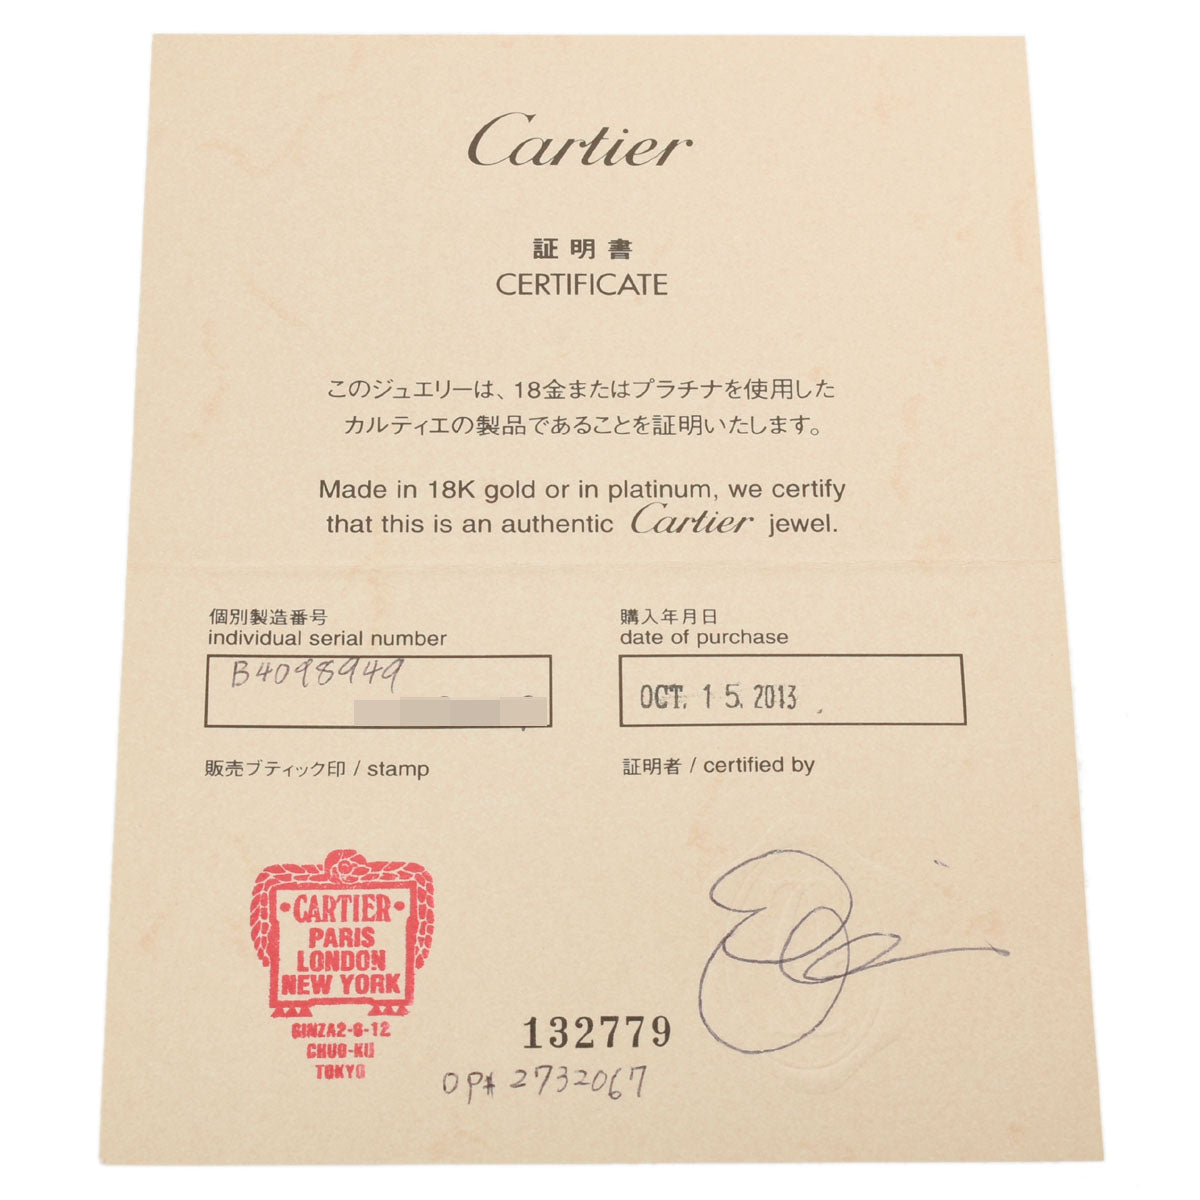 Cartier
証明書
CERTIFICATE
このジュエリーは、18金またはプラチナを使用した
カルティエの製品であることを証明いたします。
Made in 18K gold or in platinum, we certify
that this is an authentic Cartier jewel.
個別製造番号
individual serial number
B4098949
購入年月日
date of purchase
OCT. 15. 2013
販売ブティック印 / stamp
証明者 / certified by
•CARTIER•
PARIS
LONDON
NEW YORK
GINZA2-6-12
CHUO-KU
TOKYO
132779
OP# 2732067